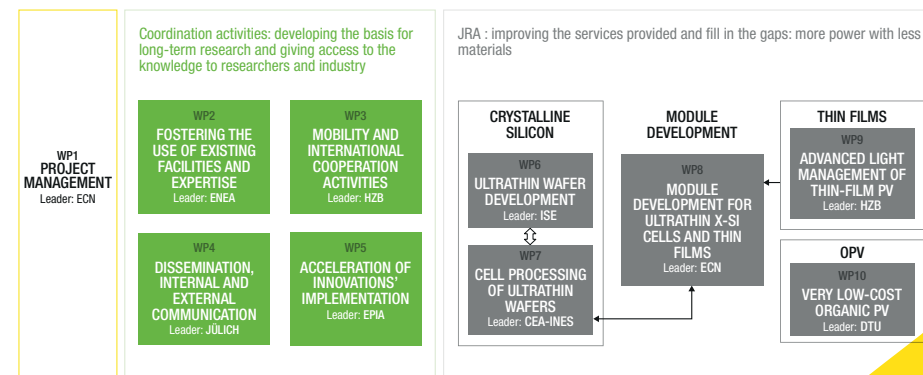 WP1
PROJECT
MANAGEMENT
Leader: ECN
Coordination activities: developing the basis for
long-term research and giving access to the
knowledge to researchers and industry
WP2
FOSTERING THE
USE OF EXISTING
FACILITIES AND
EXPERTISE
Leader: ENEA
WP3
MOBILITY AND
INTERNATIONAL
COOPERATION
ACTIVITIES
Leader: HZB
WP4
DISSEMINATION,
INTERNAL AND
EXTERNAL
COMMUNICATION
Leader: JÜLICH
WP5
ACCELERATION OF
INNOVATIONS'
IMPLEMENTATION
Leader: EPIA
JRA : improving the services provided and fill in the gaps: more power with less
materials
CRYSTALLINE
SILICON
WP6
ULTRATHIN WAFER
DEVELOPMENT
Leader: ISE
WP7
CELL PROCESSING
OF ULTRATHIN
WAFERS
Leader: CEA-INES
MODULE
DEVELOPMENT
WP8
MODULE
DEVELOPMENT FOR
ULTRATHIN X-SI
CELLS AND THIN
FILMS
Leader: ECN
THIN FILMS
WP9
ADVANCED LIGHT
MANAGEMENT OF
THIN-FILM PV
Leader: HZB
OPV
WP10
VERY LOW-COST
ORGANIC PV
Leader: DTU